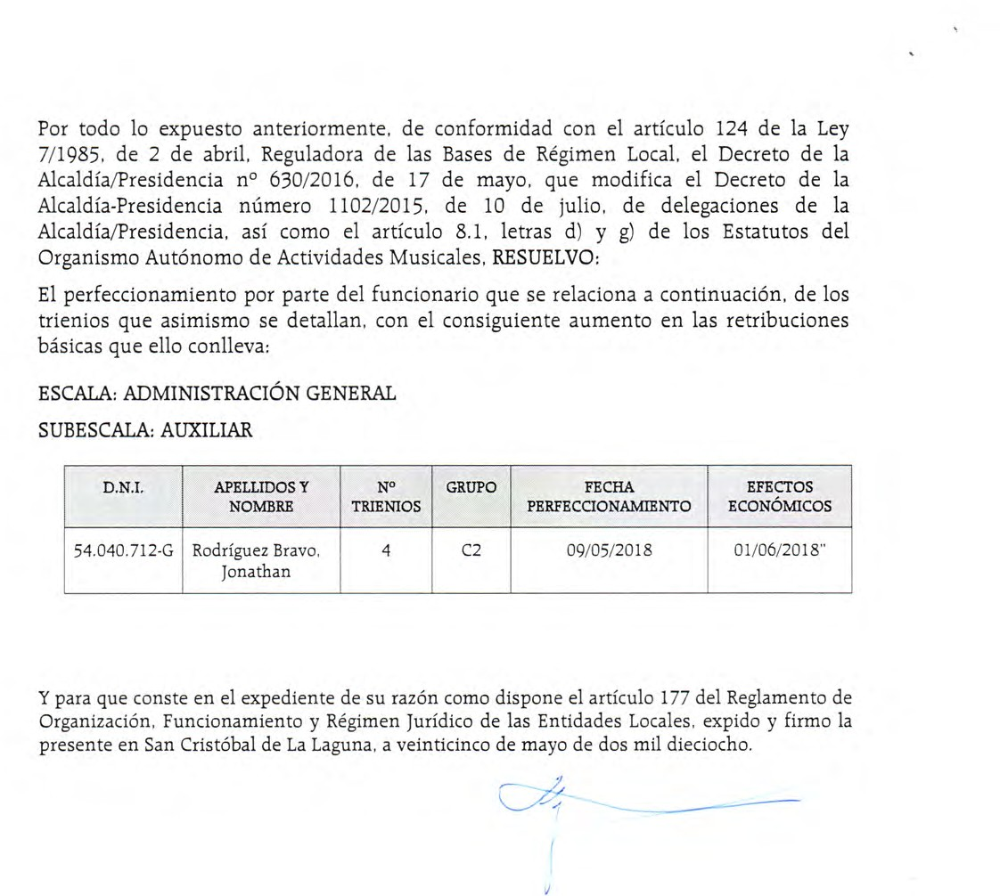 Por todo lo expuesto anteriormente, de conformidad con el artículo 124 de la Ley
7/1985, de 2 de abril, Reguladora de las Bases de Régimen Local, el Decreto de la
Alcaldía/Presidencia nº 630/2016, de 17 de mayo, que modifica el Decreto de la
Alcaldía-Presidencia número 1102/2015, de 10 de julio, de delegaciones de la
Alcaldía/Presidencia, así como el artículo 8.1, letras d) y g) de los Estatutos del
Organismo Autónomo de Actividades Musicales, RESUELVO:
El perfeccionamiento por parte del funcionario que se relaciona a continuación, de los
trienios que asimismo se detallan, con el consiguiente aumento en las retribuciones
básicas que ello conlleva:
ESCALA: ADMINISTRACIÓN GENERAL
SUBESCALA: AUXILIAR
D.N.I. APELLIDOS Y Nº GRUPO FECHA EFECTOS
NOMBRE TRIENIOS PERFECCIONAMIENTO ECONÓMICOS
54.040.712-G Rodríguez Bravo, 4 C2 09/05/2018 01/06/2018"
Jonathan
Y para que conste en el expediente de su razón como dispone el artículo 177 del Reglamento de
Organización, Funcionamiento y Régimen Jurídico de las Entidades Locales, expido y firmo la
presente en San Cristóbal de La Laguna, a veinticinco de mayo de dos mil dieciocho.